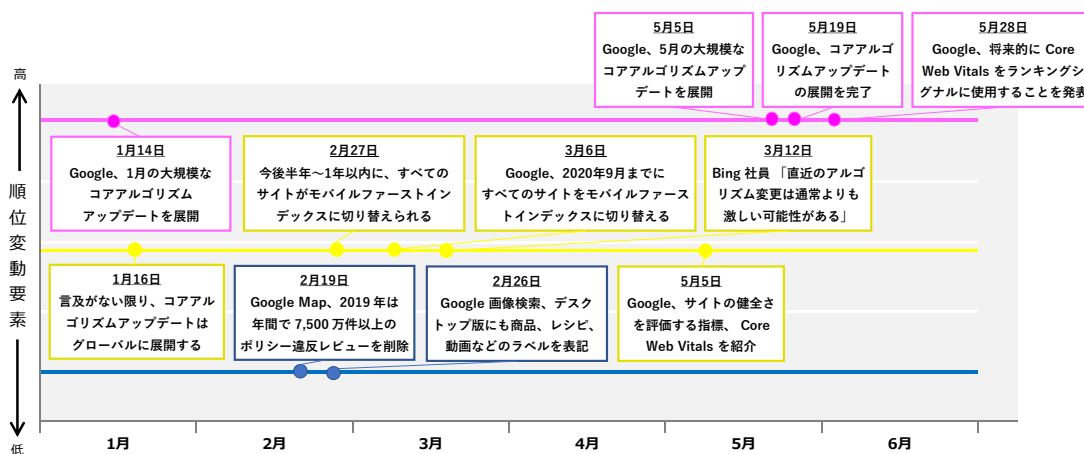 5月5日
Google、5月の大規模な
コアアルゴリズムアップ
デートを展開
5月19日
Google、コアアルゴ
リズムアップデート
の展開を完了
5月28日
Google、将来的に Core
Web Vitals をランキングシ
グナルに使用することを発表
高
順位変動要素
低
1月14日
Google、1月の大規模な
コアアルゴリズム
アップデートを展開
2月27日
今後半年～1年以内に、すべての
サイトがモバイルファーストイン
デックスに切り替えられる
3月6日
Google、2020年9月までに
すべてのサイトをモバイルファース
トインデックスに切り替える
3月12日
Bing 社員 「直近のアルゴ
リズム変更は通常よりも
激しい可能性がある」
1月16日
言及がない限り、コアアル
ゴリズムアップデートは
グローバルに展開する
2月19日
Google Map、2019 年は
年間で 7,500 万件以上の
ポリシー違反レビューを削除
2月26日
Google 画像検索、デスク
トップ版にも商品、レシピ、
動画などのラベルを表記
5月5日
Google、サイトの健全さ
を評価する指標、 Core
Web Vitals を紹介
1月
2月
3月
4月
5月
6月